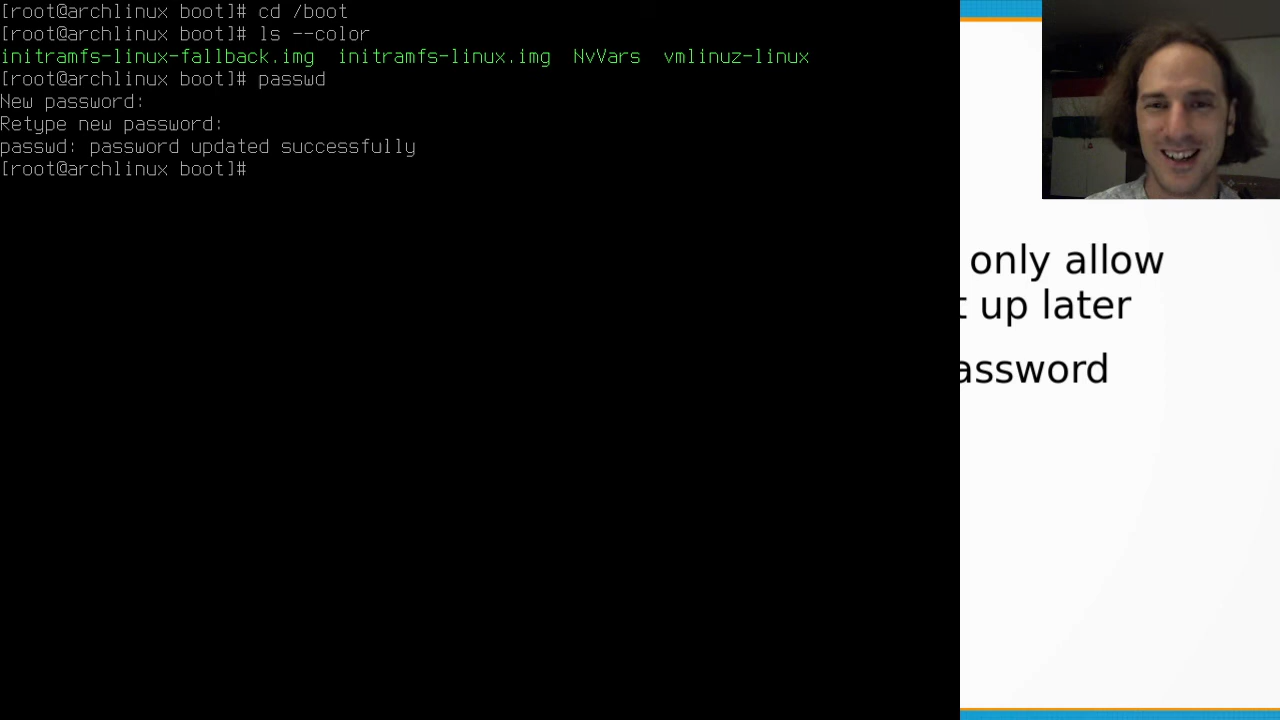 [root@archlinux boot]# cd /boot
[root@archlinux boot]# ls --color
initramfs-linux-fallback.img  initramfs-linux.img  NvVars  vmlinuz-linux
[root@archlinux boot]# passwd
New password:
Retype new password:
passwd: password updated successfully
[root@archlinux boot]#
only allow
t up later
assword